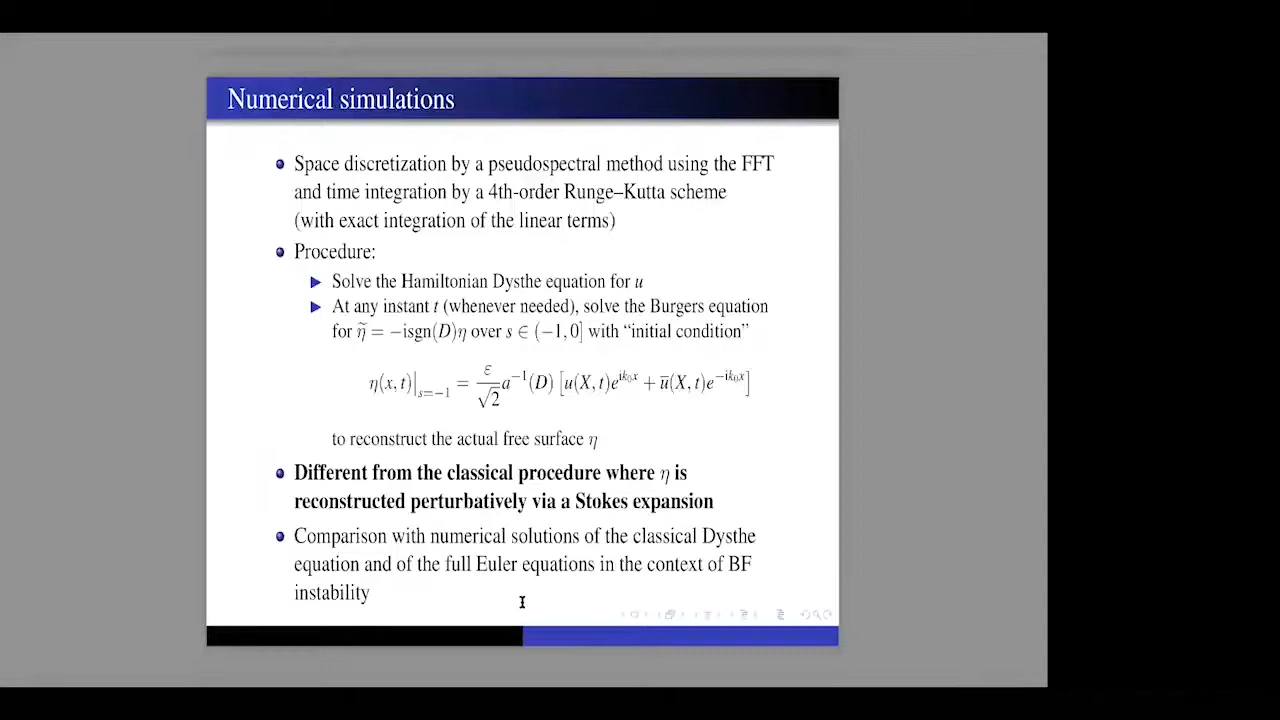 Numerical simulations
Space discretization by a pseudospectral method using the FFT
and time integration by a 4th-order Runge–Kutta scheme
(with exact integration of the linear terms)
Procedure:
Solve the Hamiltonian Dysthe equation for u
At any instant t (whenever needed), solve the Burgers equation
for η̃ = −isgn(D)η over s ∈ (−1, 0] with “initial condition”
η(x, t)|_{s=−1} = ε/√2 a⁻¹(D) [u(X, t)e^{ik₀x} + u̅(X, t)e^{−ik₀x}]
to reconstruct the actual free surface η
Different from the classical procedure where η is
reconstructed perturbatively via a Stokes expansion
Comparison with numerical solutions of the classical Dysthe
equation and of the full Euler equations in the context of BF
instability